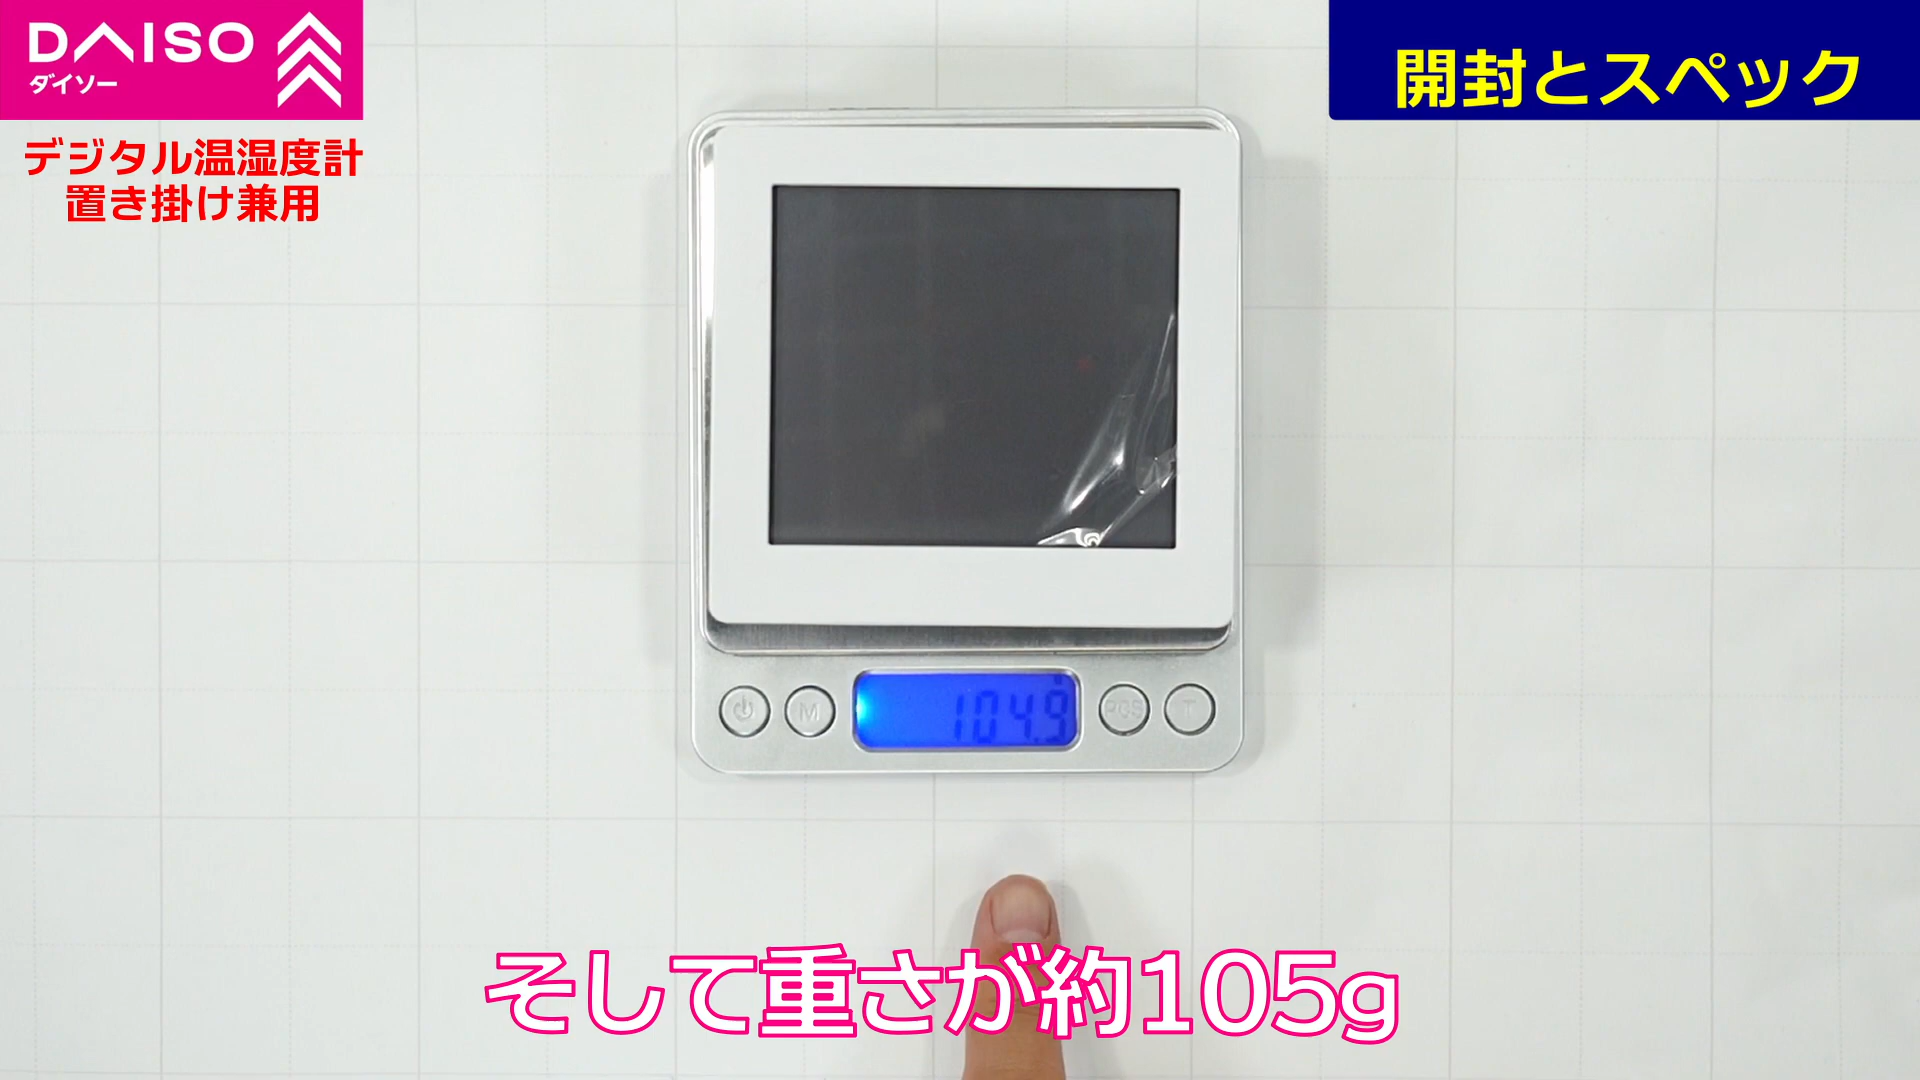 DAISO
ダイソー
デジタル温湿度計
置き掛け兼用
開封とスペック
M
104.9
PCS
T
そして重さが約105g